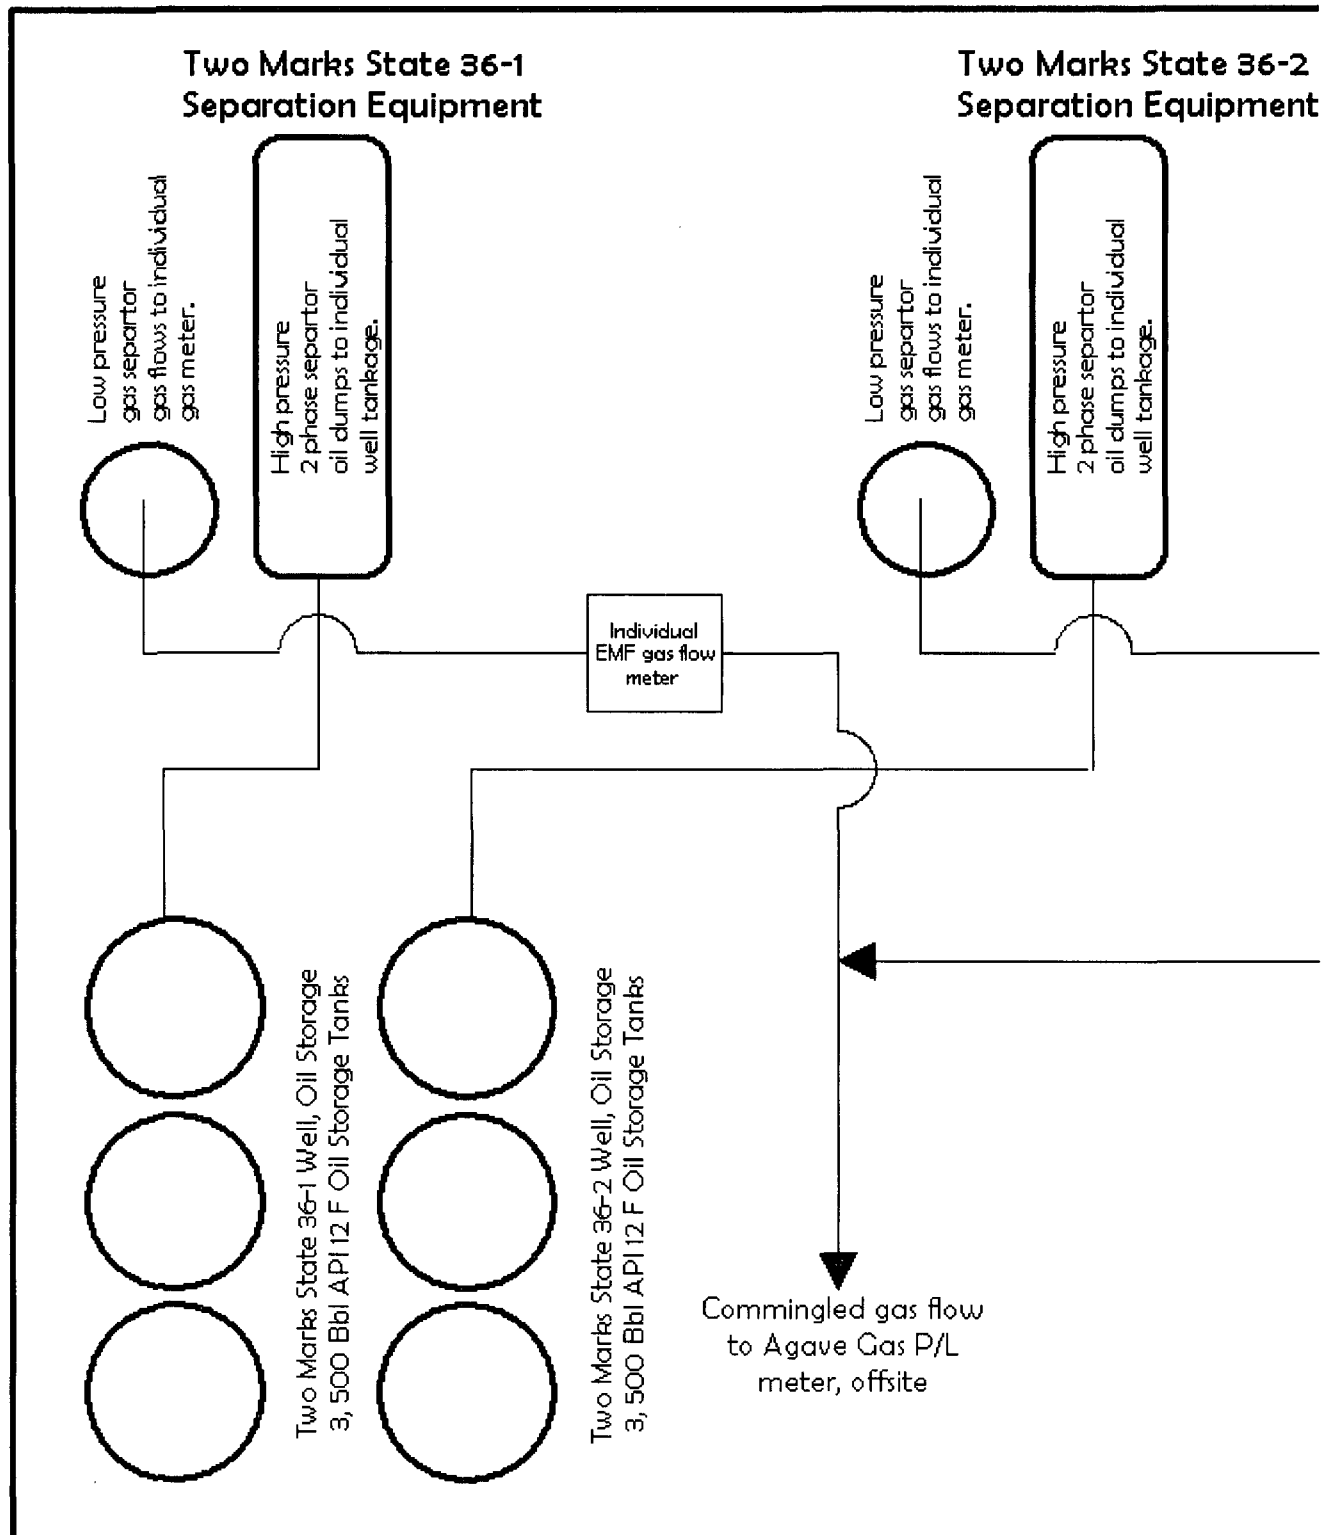 Two Marks State 36-1
Separation Equipment
Two Marks State 36-2
Separation Equipment
Low pressure
gas separtor
gas flows to individual
gas meter.
High pressure
2 phase separtor
oil dumps to individual
well tankage.
Low pressure
gas separtor
gas flows to individual
gas meter.
High pressure
2 phase separtor
oil dumps to individual
well tankage.
Individual
EMF gas flow
meter
Two Marks State 36-1 Well, Oil Storage
3, 500 Bbl API 12 F Oil Storage Tanks
Two Marks State 36-2 Well, Oil Storage
3, 500 Bbl API 12 F Oil Storage Tanks
Commingled gas flow
to Agave Gas P/L
meter, offsite